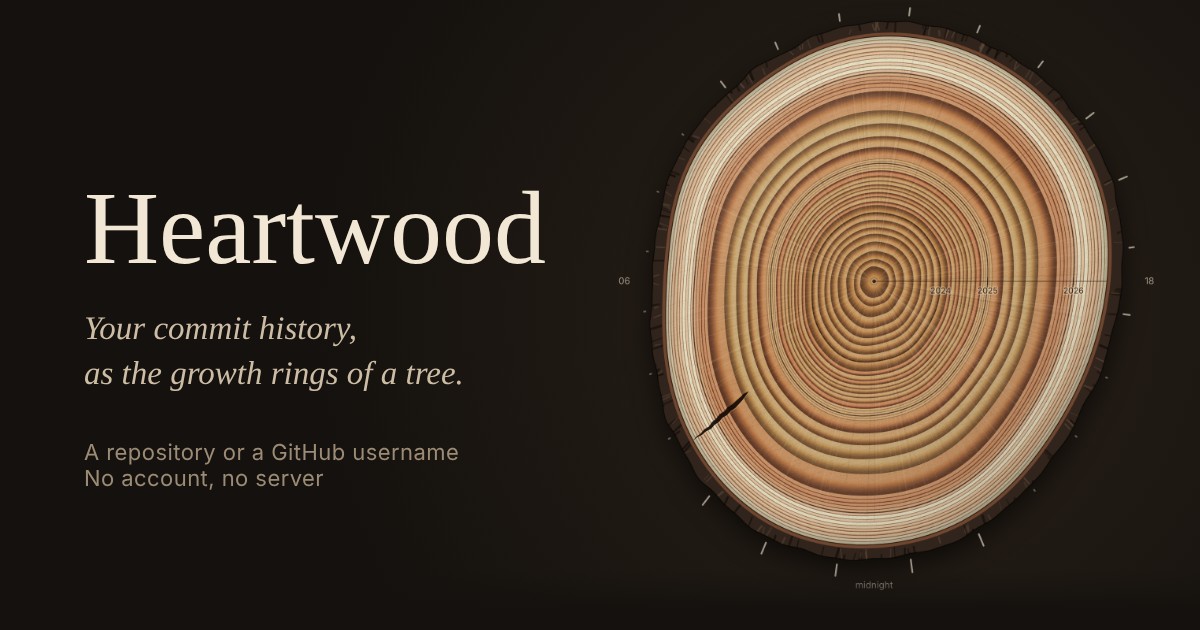 Heartwood
Your commit history,
as the growth rings of a tree.
A repository or a GitHub username
No account, no server
06
2024
2025
2026
18
midnight